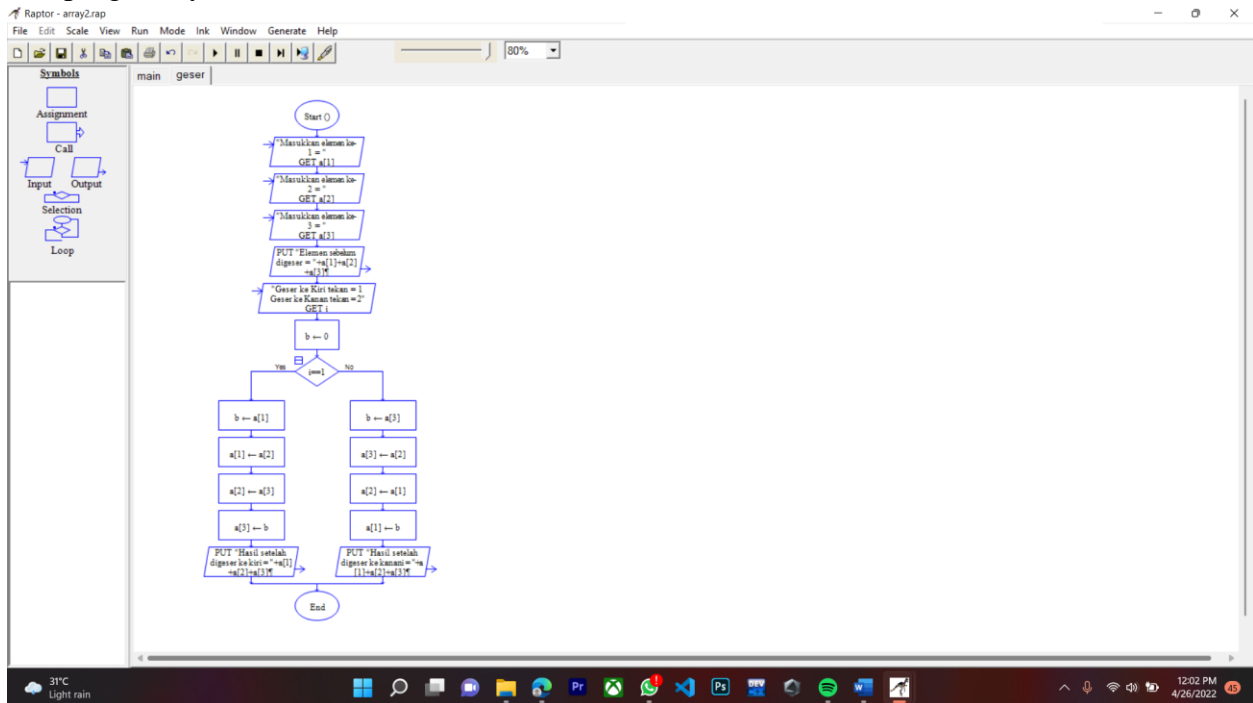 Raptor - array2.rap
File Edit Scale View Run Mode Ink Window Generate Help
80%
Symbols
Assignment
Call
Input Output
Selection
Loop
main geser
Start ()
"Masukkan elemen ke-
1 = "
GET a[1]
"Masukkan elemen ke-
2 = "
GET a[2]
"Masukkan elemen ke-
3 = "
GET a[3]
PUT "Elemen sebelum
digeser = "+a[1]+a[2]
+a[3]¶
"Geser ke Kiri tekan = 1
Geser ke Kanan tekan =2"
GET i
b ← 0
Yes i==1 No
b ← a[1]
a[1] ← a[2]
a[2] ← a[3]
a[3] ← b
PUT "Hasil setelah
digeser ke kiri="+a[1]
+a[2]+a[3]¶
b ← a[3]
a[3] ← a[2]
a[2] ← a[1]
a[1] ← b
PUT "Hasil setelah
digeser ke kanani="+a
[1]+a[2]+a[3]¶
End
31°C
Light rain
Pr
Ps
DEV
12:02 PM
4/26/2022
45